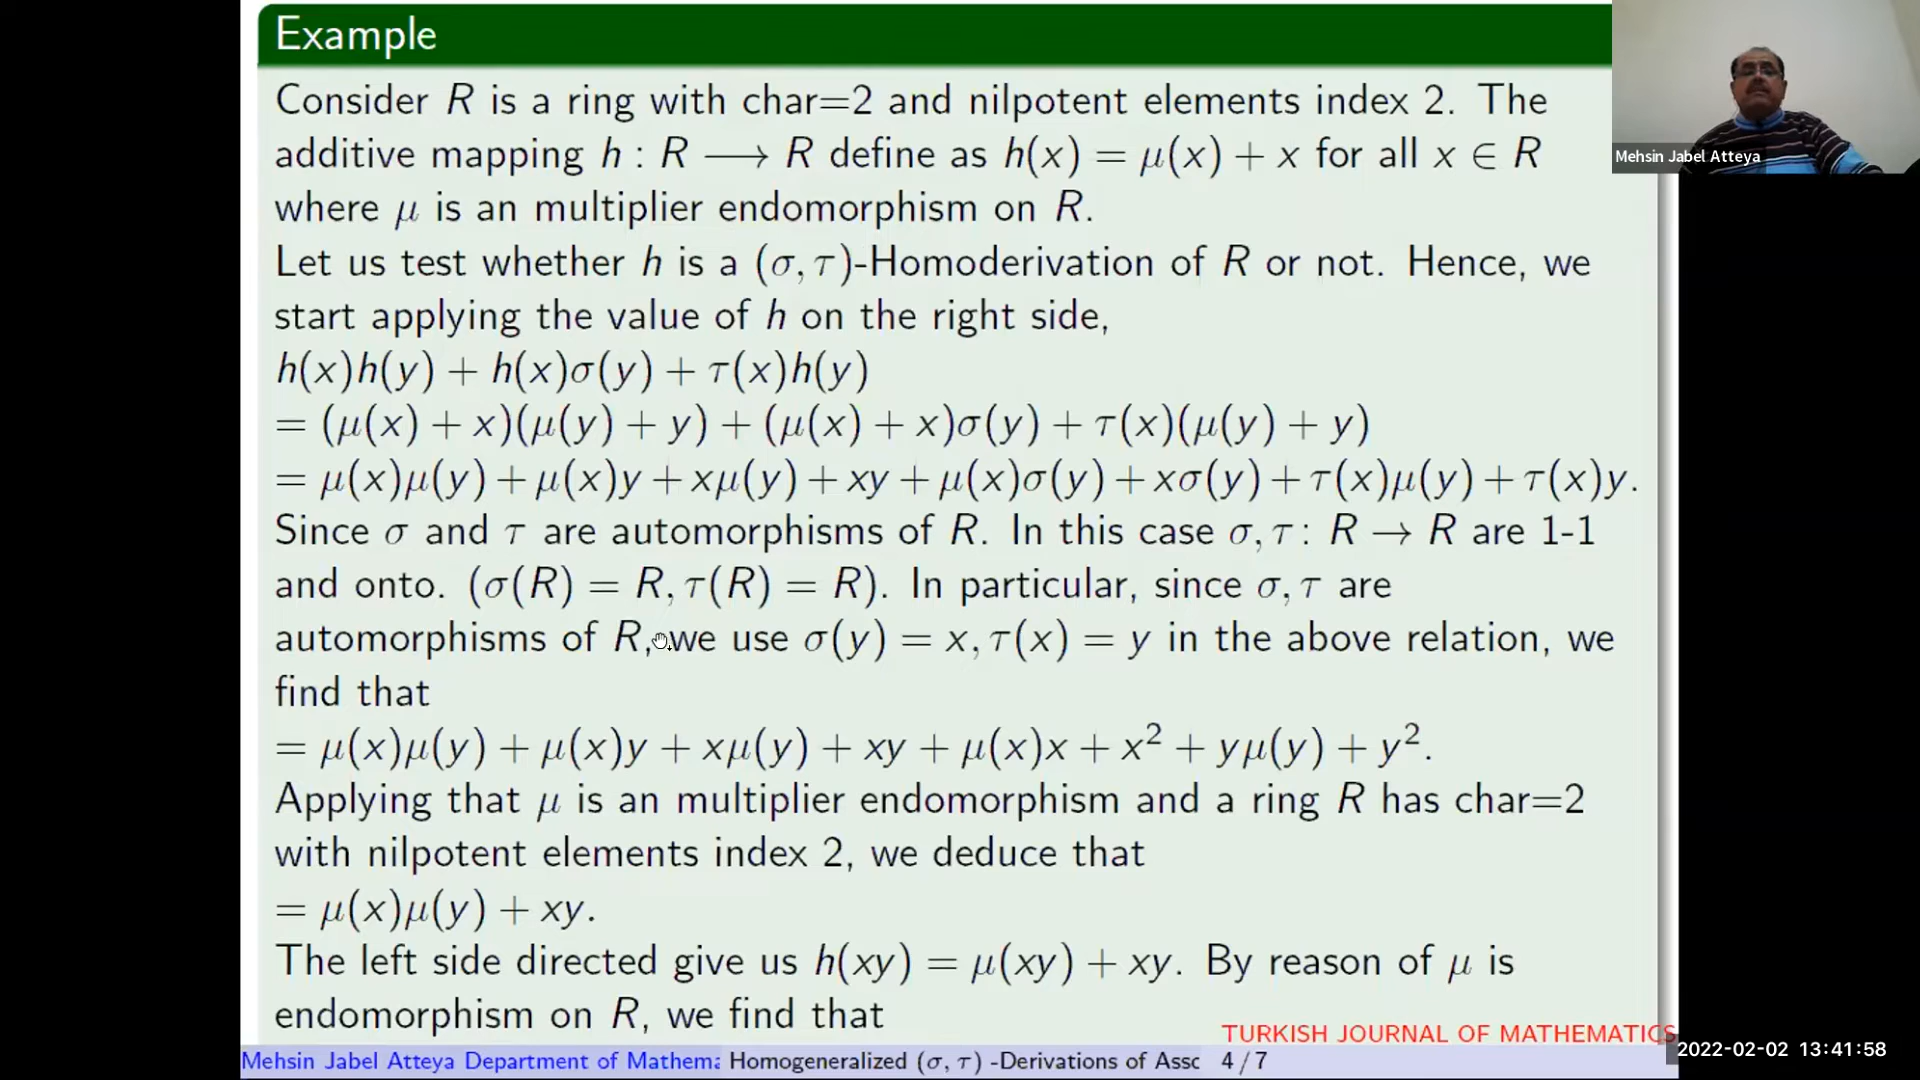 Example
Consider R is a ring with char=2 and nilpotent elements index 2. The
additive mapping h : R ⟶ R define as h(x) = μ(x) + x for all x ∈ R
where μ is an multiplier endomorphism on R.
Let us test whether h is a (σ, τ)-Homoderivation of R or not. Hence, we
start applying the value of h on the right side,
h(x)h(y) + h(x)σ(y) + τ(x)h(y)
= (μ(x) + x)(μ(y) + y) + (μ(x) + x)σ(y) + τ(x)(μ(y) + y)
= μ(x)μ(y) + μ(x)y + xμ(y) + xy + μ(x)σ(y) + xσ(y) + τ(x)μ(y) + τ(x)y.
Since σ and τ are automorphisms of R. In this case σ, τ : R → R are 1-1
and onto. (σ(R) = R, τ(R) = R). In particular, since σ, τ are
automorphisms of R, we use σ(y) = x, τ(x) = y in the above relation, we
find that
= μ(x)μ(y) + μ(x)y + xμ(y) + xy + μ(x)x + x² + yμ(y) + y².
Applying that μ is an multiplier endomorphism and a ring R has char=2
with nilpotent elements index 2, we deduce that
= μ(x)μ(y) + xy.
The left side directed give us h(xy) = μ(xy) + xy. By reason of μ is
endomorphism on R, we find that
TURKISH JOURNAL OF MATHEMATICS
Mehsin Jabel Atteya Department of Mathema Homogeneralized (σ, τ) -Derivations of Assc 4 / 7
Mehsin Jabel Atteya
2022-02-02 13:41:58